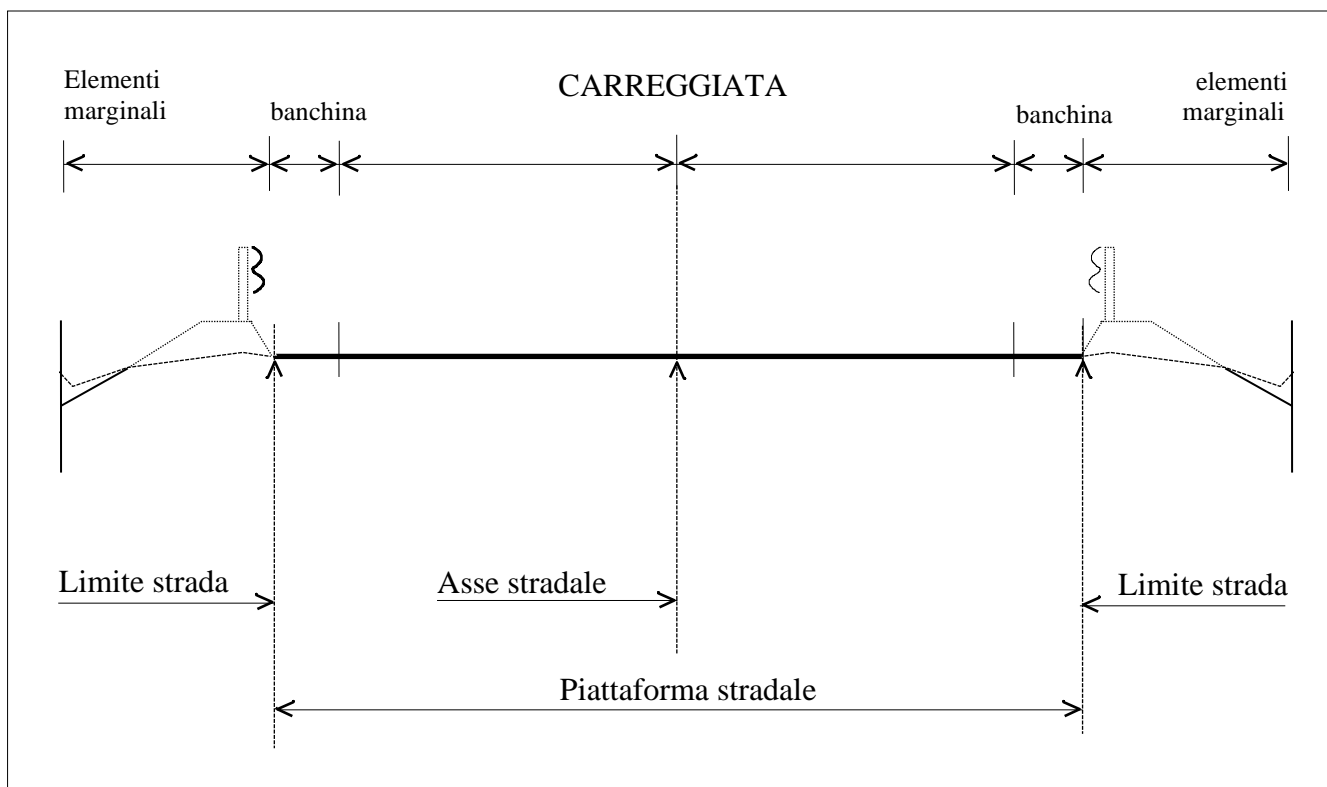 Elementi
marginali
banchina
CARREGGIATA
banchina
elementi
marginali
Limite strada
Asse stradale
Limite strada
Piattaforma stradale